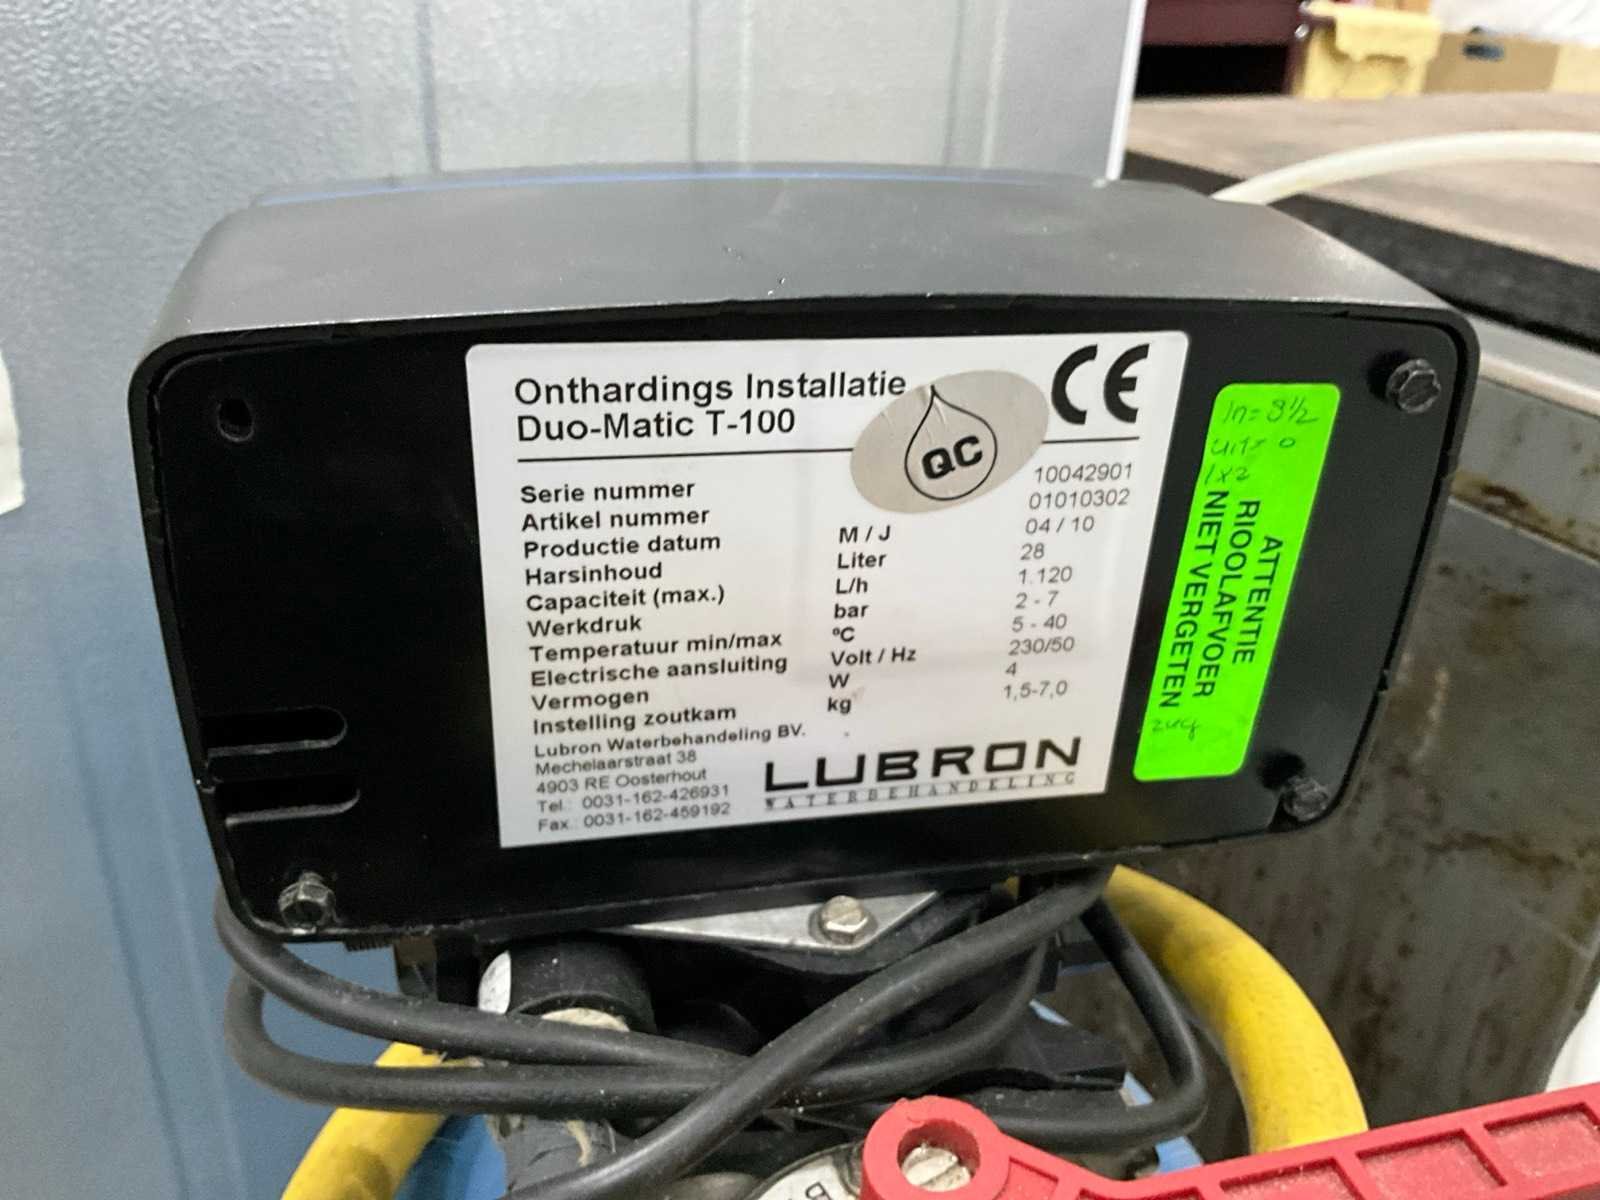 Onthardings Installatie
Duo-Matic T-100
QC
CE
Serie nummer 10042901
Artikel nummer 01010302
Productie datum M / J 04 / 10
Harsinhoud Liter 28
Capaciteit (max.) L/h 1.120
Werkdruk bar 2 - 7
Temperatuur min/max ºC 5 - 40
Electrische aansluiting Volt / Hz 230/50
Vermogen W 4
Instelling zoutkam kg 1,5-7,0
Lubron Waterbehandeling BV.
Mechelaarstraat 38
4903 RE Oosterhout
Tel.: 0031-162-426931
Fax.: 0031-162-459192
LUBRON
WATERBEHANDELING
In= 8½
uit= 0
1x2
ATTENTIE
RIOOLAFVOER
NIET VERGETEN